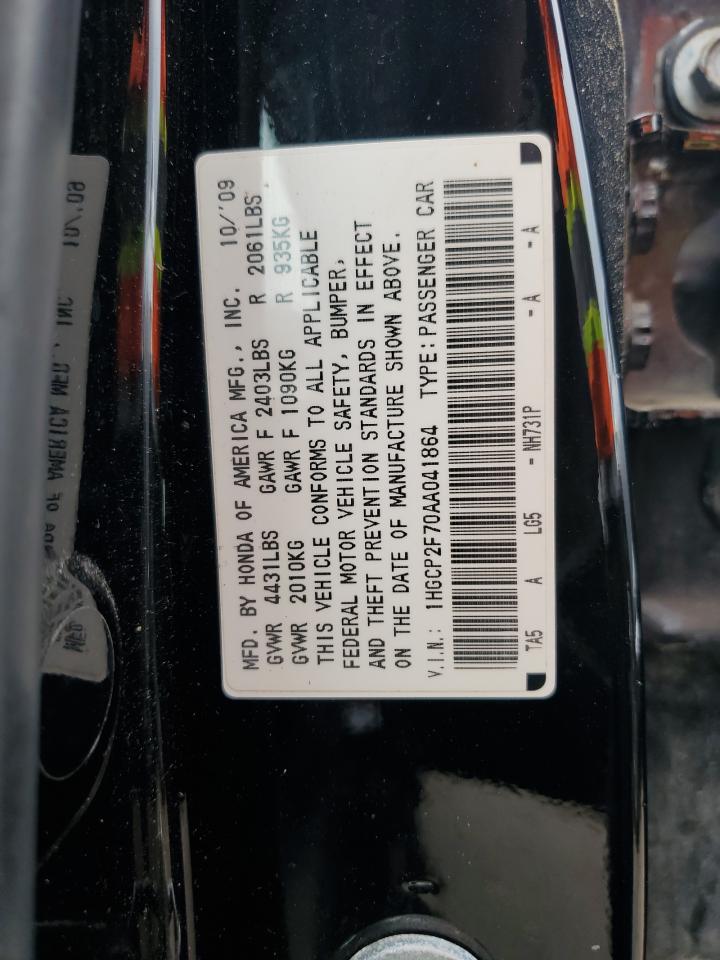 MFD. BY HONDA OF AMERICA MFG., INC. 10/'09
GVWR 4431LBS GAWR F 2403LBS R 2061LBS
GVWR 2010KG GAWR F 1090KG R 935KG
THIS VEHICLE CONFORMS TO ALL APPLICABLE
FEDERAL MOTOR VEHICLE SAFETY, BUMPER,
AND THEFT PREVENTION STANDARDS IN EFFECT
ON THE DATE OF MANUFACTURE SHOWN ABOVE.
V.I.N.: 1HGCP2F70AA041864 TYPE:PASSENGER CAR
TA5 A LG5 - NH731P - A - A